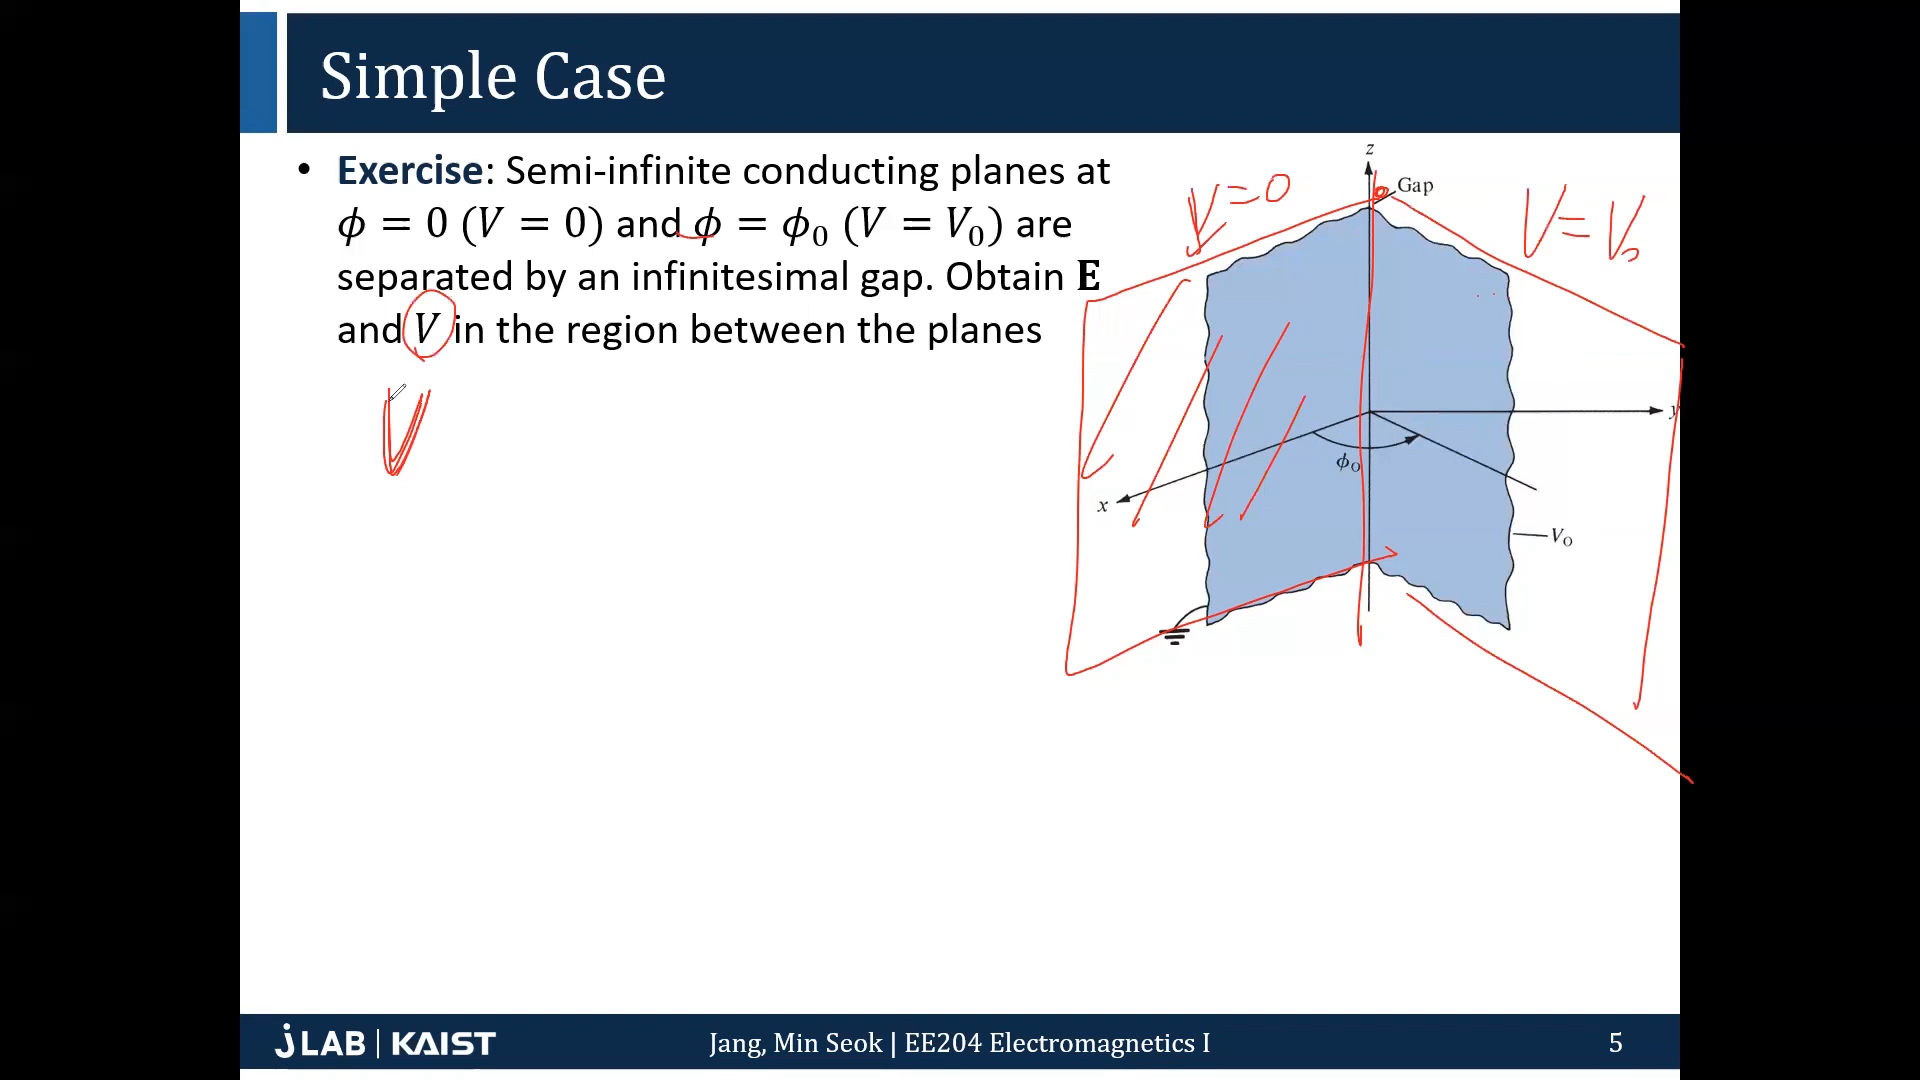 Simple Case
• Exercise: Semi-infinite conducting planes at
ϕ = 0 (V = 0) and ϕ = ϕ₀ (V = V₀) are
separated by an infinitesimal gap. Obtain E
and V in the region between the planes
V
V=0
V=V₀
z
Gap
y
ϕ₀
x
V₀
jLAB | KAIST
Jang, Min Seok | EE204 Electromagnetics I
5